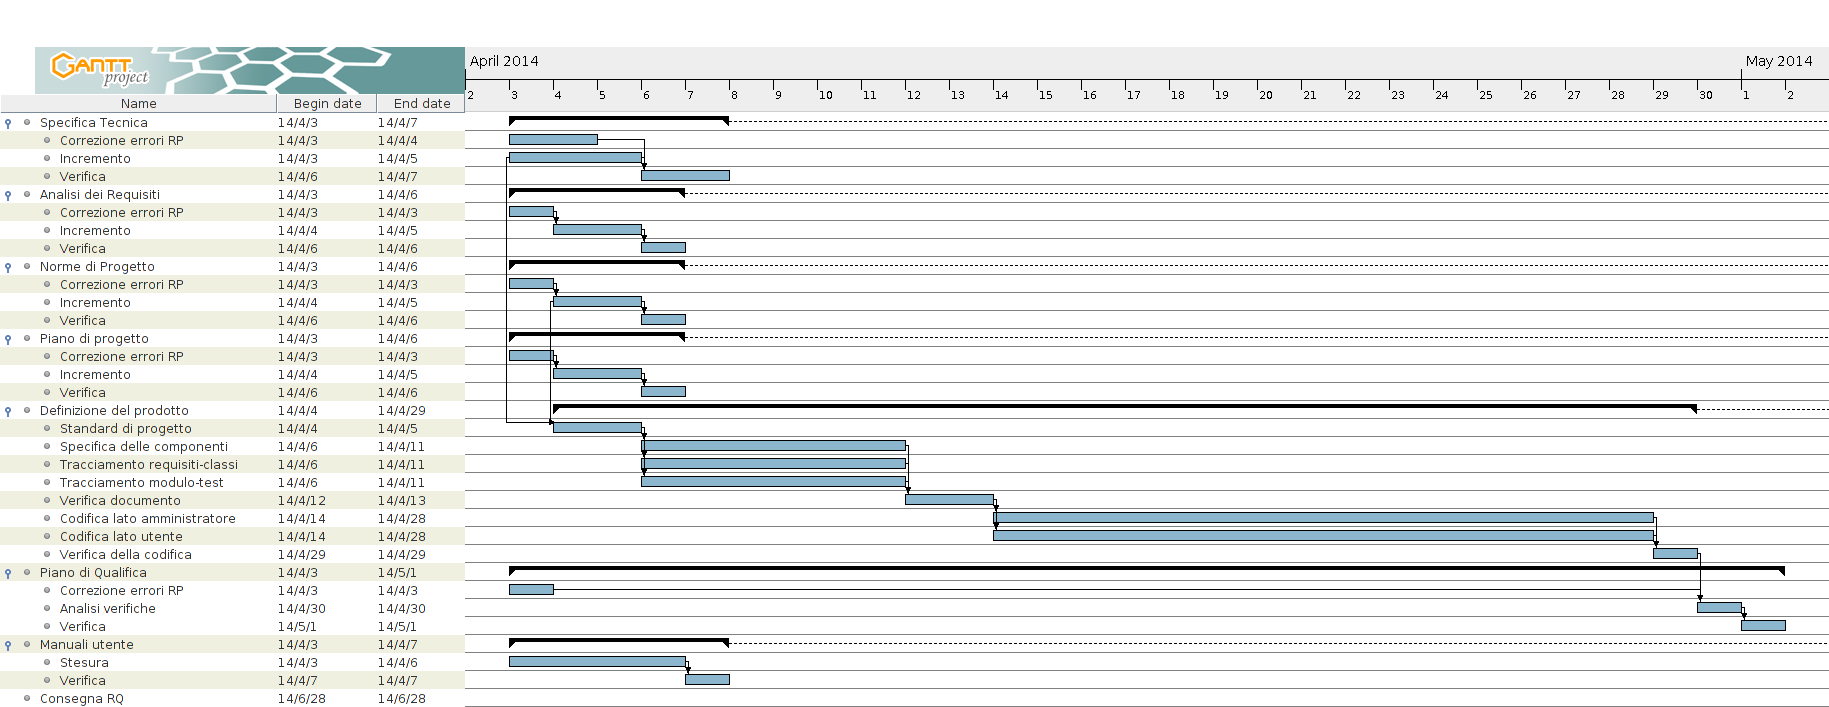 GANTT
project
April 2014
May 2014
2 3 4 5 6 7 8 9 10 11 12 13 14 15 16 17 18 19 20 21 22 23 24 25 26 27 28 29 30 1 2
Name Begin date End date
Specifica Tecnica 14/4/3 14/4/7
Correzione errori RP 14/4/3 14/4/4
Incremento 14/4/3 14/4/5
Verifica 14/4/6 14/4/7
Analisi dei Requisiti 14/4/3 14/4/6
Correzione errori RP 14/4/3 14/4/3
Incremento 14/4/4 14/4/5
Verifica 14/4/6 14/4/6
Norme di Progetto 14/4/3 14/4/6
Correzione errori RP 14/4/3 14/4/3
Incremento 14/4/4 14/4/5
Verifica 14/4/6 14/4/6
Piano di progetto 14/4/3 14/4/6
Correzione errori RP 14/4/3 14/4/3
Incremento 14/4/4 14/4/5
Verifica 14/4/6 14/4/6
Definizione del prodotto 14/4/4 14/4/29
Standard di progetto 14/4/4 14/4/5
Specifica delle componenti 14/4/6 14/4/11
Tracciamento requisiti-classi 14/4/6 14/4/11
Tracciamento modulo-test 14/4/6 14/4/11
Verifica documento 14/4/12 14/4/13
Codifica lato amministratore 14/4/14 14/4/28
Codifica lato utente 14/4/14 14/4/28
Verifica della codifica 14/4/29 14/4/29
Piano di Qualifica 14/4/3 14/5/1
Correzione errori RP 14/4/3 14/4/3
Analisi verifiche 14/4/30 14/4/30
Verifica 14/5/1 14/5/1
Manuali utente 14/4/3 14/4/7
Stesura 14/4/3 14/4/6
Verifica 14/4/7 14/4/7
Consegna RQ 14/6/28 14/6/28